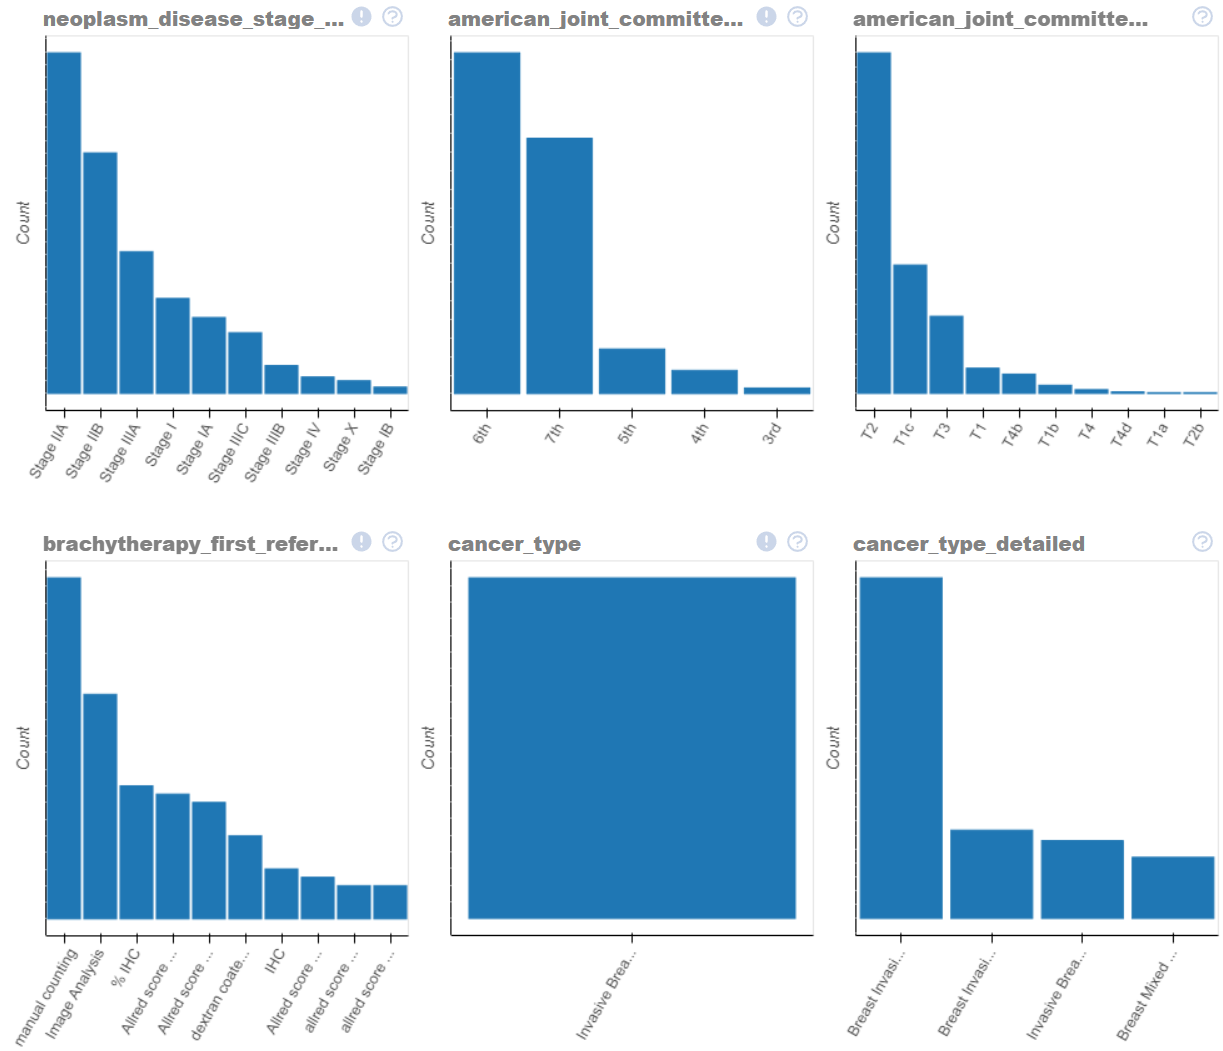 neoplasm_disease_stage_...
american_joint_committe...
american_joint_committe...
Count
Stage IIA
Stage IIB
Stage IIIA
Stage I
Stage IA
Stage IIIC
Stage IIIB
Stage IV
Stage X
Stage IB
Count
6th
7th
5th
4th
3rd
Count
T2
T1c
T3
T1
T4b
T1b
T4
T4d
T1a
T2b
brachytherapy_first_refer...
cancer_type
cancer_type_detailed
Count
manual counting
Image Analysis
% IHC
Allred score ...
Allred score ...
dextran coate...
IHC
Allred score ...
allred score ...
allred score ...
Count
Invasive Brea...
Count
Breast Invasi...
Breast Invasi...
Invasive Brea...
Breast Mixed ...